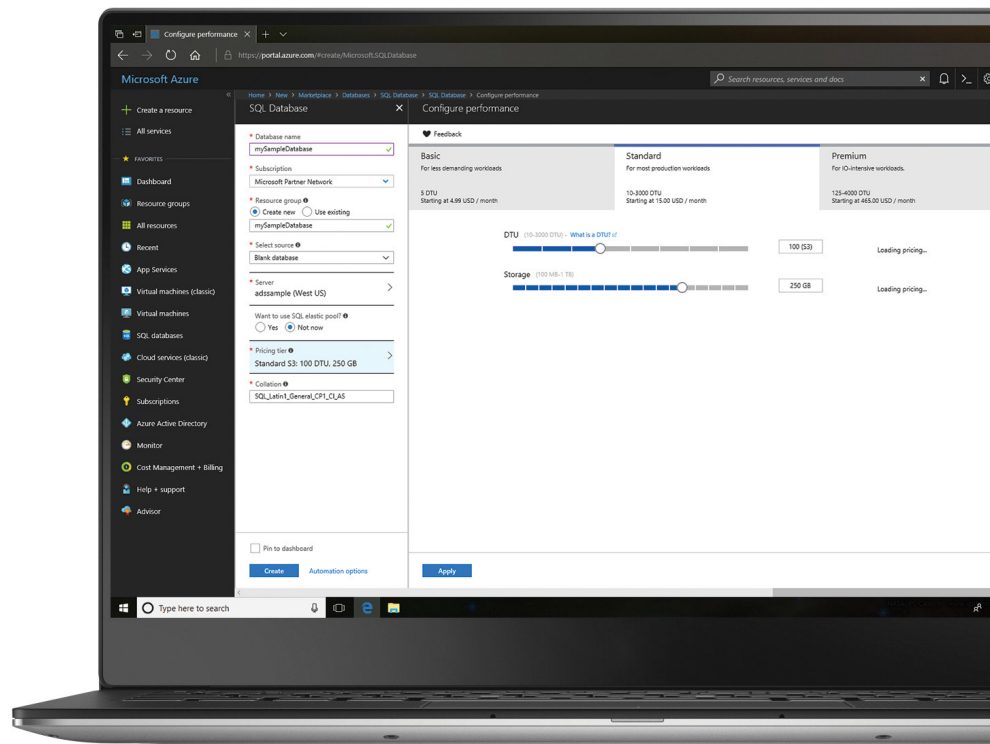 Configure performance
https://portal.azure.com/#create/Microsoft.SQLDatabase
Microsoft Azure
Search resources, services and docs
Home > New > Marketplace > Databases > SQL Database > SQL Database > Configure performance
Create a resource
All services
FAVORITES
Dashboard
Resource groups
All resources
Recent
App Services
Virtual machines (classic)
Virtual machines
SQL databases
Cloud services (classic)
Security Center
Subscriptions
Azure Active Directory
Monitor
Cost Management + Billing
Help + support
Advisor
SQL Database
* Database name
mySampleDatabase
* Subscription
Microsoft Partner Network
* Resource group
Create new Use existing
mySampleDatabase
* Select source
Blank database
* Server
adssample (West US)
Want to use SQL elastic pool?
Yes Not now
* Pricing tier
Standard S3: 100 DTU, 250 GB
* Collation
SQL_Latin1_General_CP1_CI_AS
Pin to dashboard
Create Automation options
Configure performance
Feedback
Basic
For less demanding workloads
5 DTU
Starting at 4.99 USD / month
Standard
For most production workloads
10-3000 DTU
Starting at 15.00 USD / month
Premium
For IO-intensive workloads.
125-4000 DTU
Starting at 465.00 USD / month
DTU (10-3000 DTU) - What is a DTU?
100 (S3) Loading pricing...
Storage (100 MB-1 TB)
250 GB Loading pricing...
Apply
Type here to search